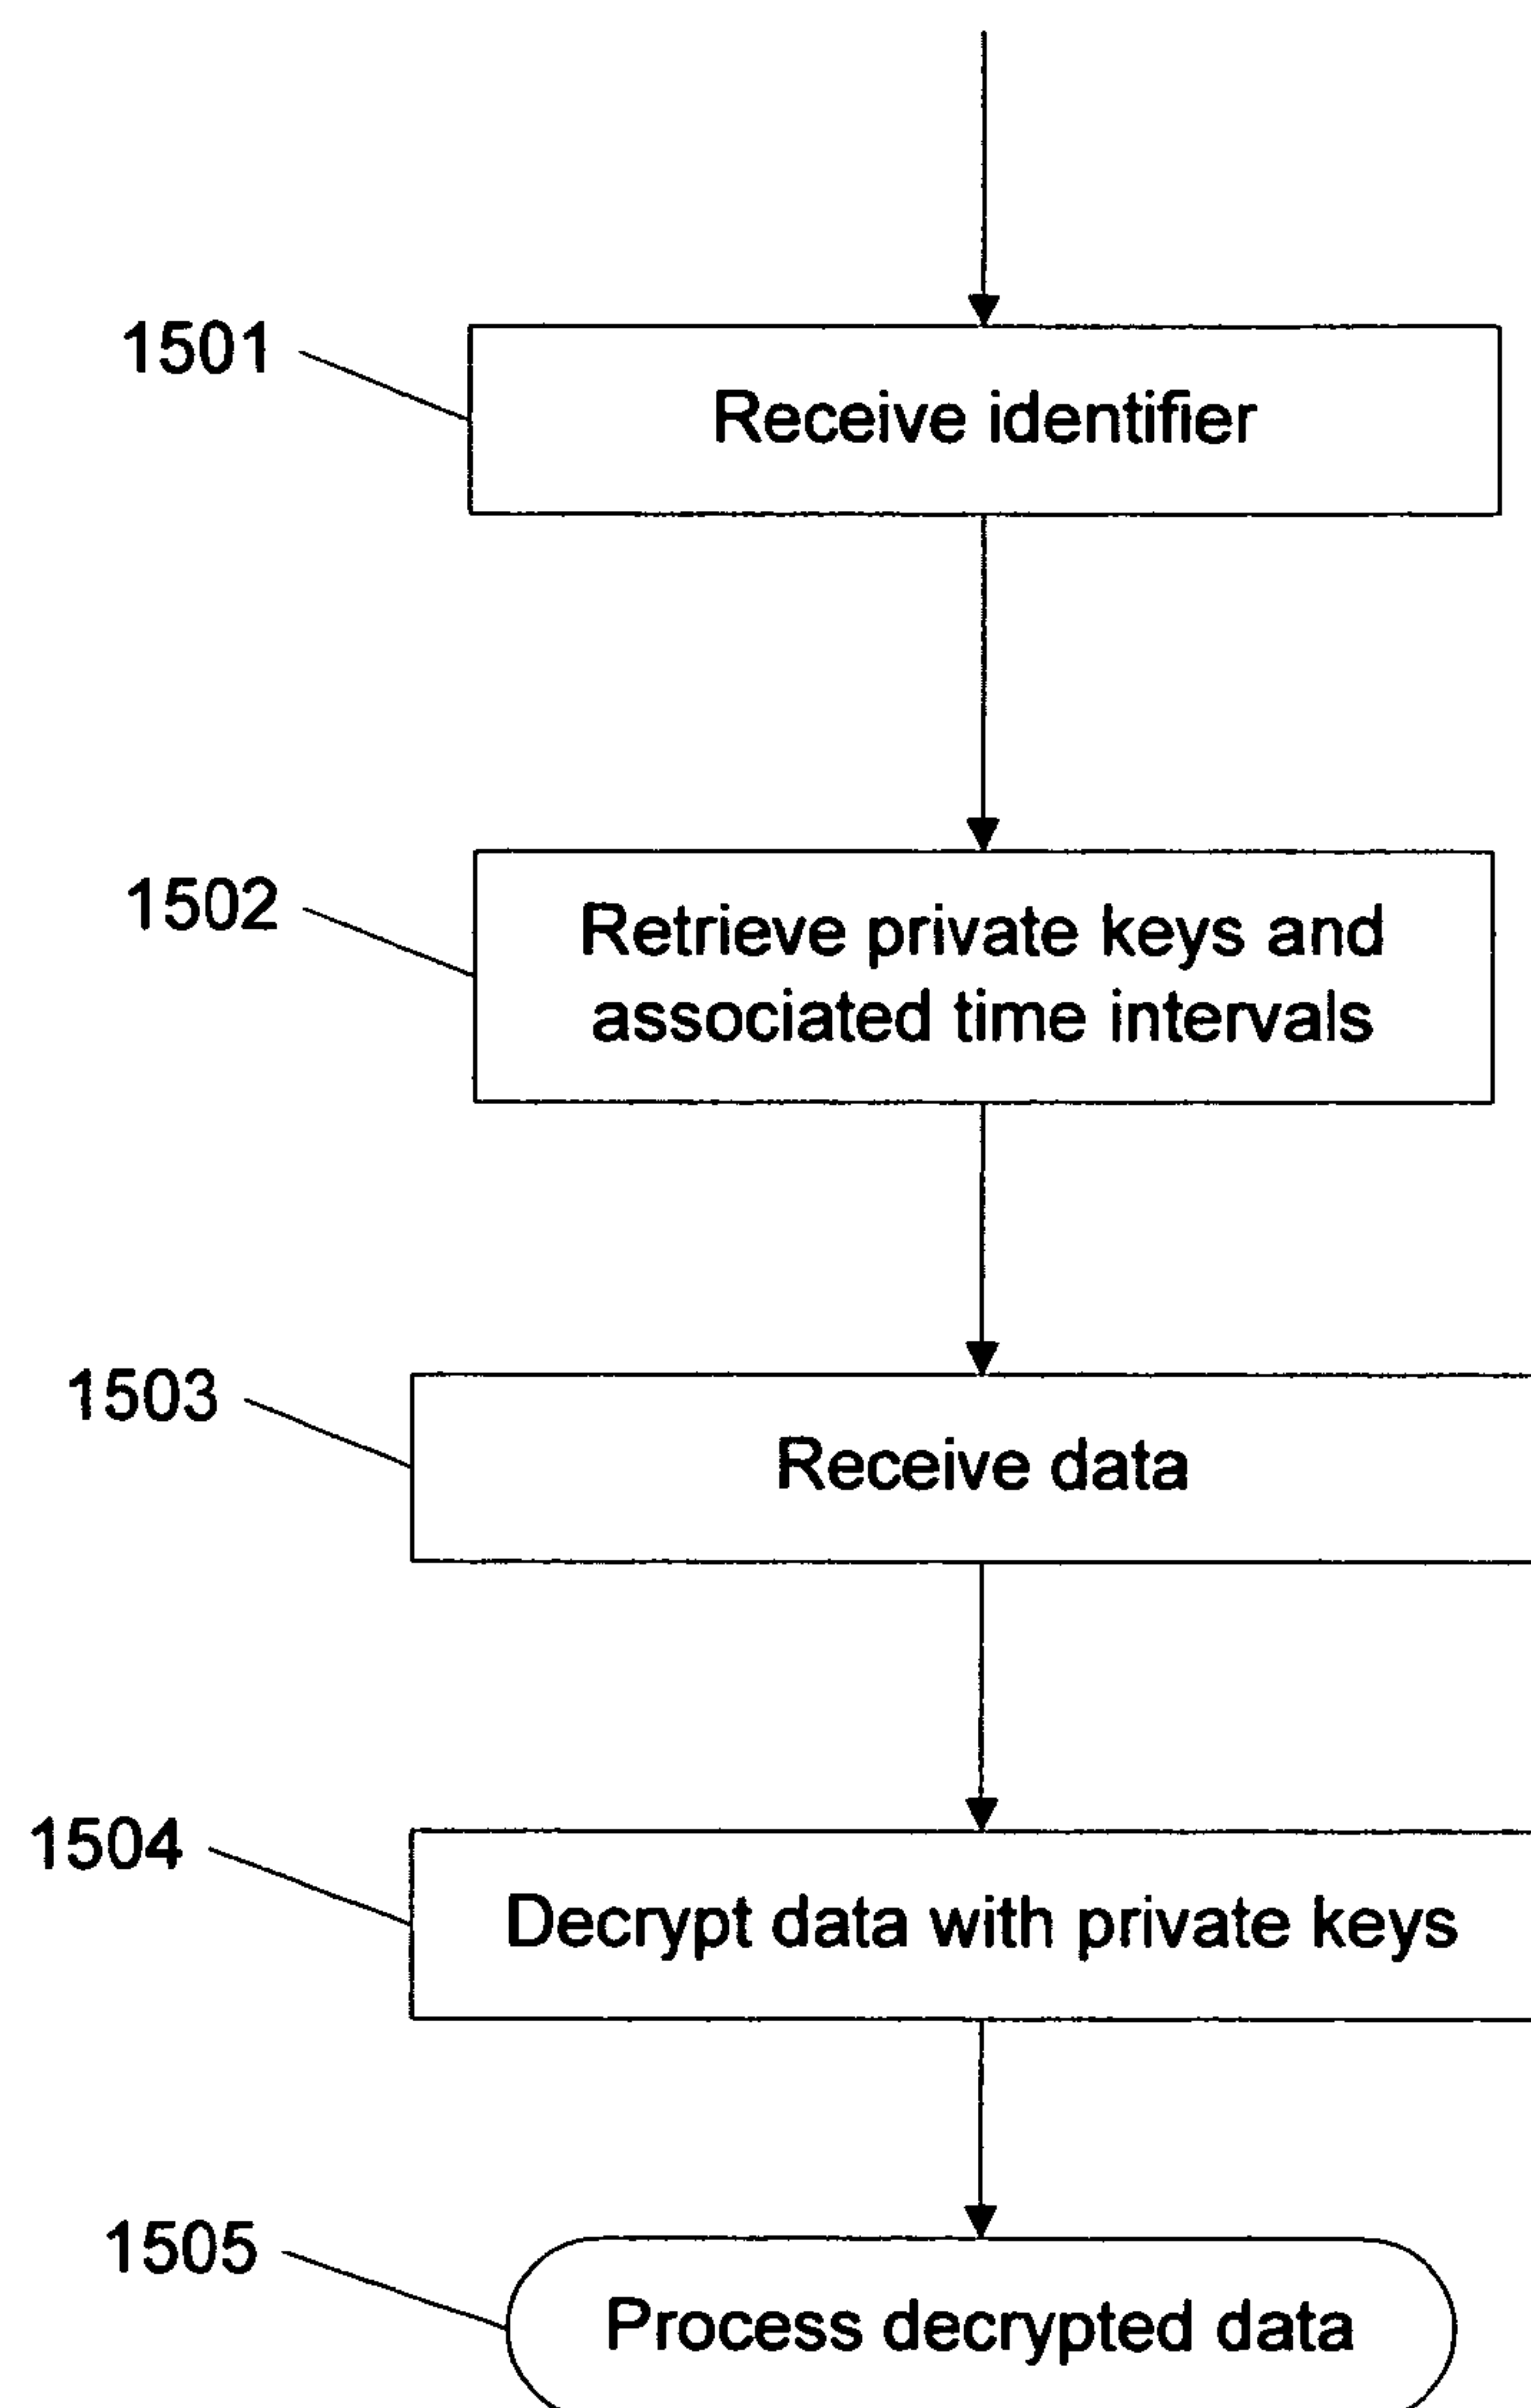 1501
Receive identifier
1502
Retrieve private keys and
associated time intervals
1503
Receive data
1504
Decrypt data with private keys
1505
Process decrypted data